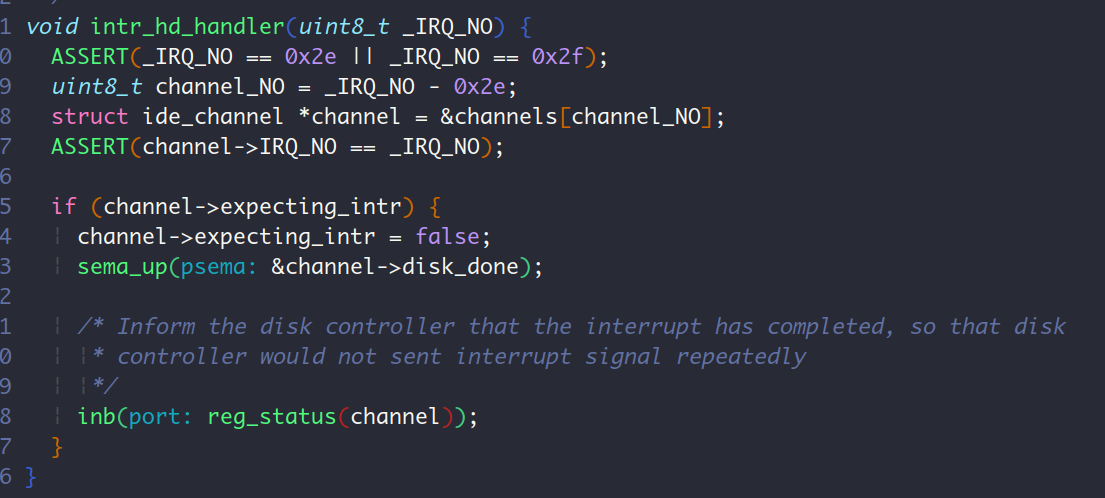 2
1 void intr_hd_handler(uint8_t _IRQ_NO) {
0   ASSERT(_IRQ_NO == 0x2e || _IRQ_NO == 0x2f);
9   uint8_t channel_NO = _IRQ_NO - 0x2e;
8   struct ide_channel *channel = &channels[channel_NO];
7   ASSERT(channel->IRQ_NO == _IRQ_NO);
6
5   if (channel->expecting_intr) {
4   ¦ channel->expecting_intr = false;
3   ¦ sema_up(psema: &channel->disk_done);
2
1   ¦ /* Inform the disk controller that the interrupt has completed, so that disk
0   ¦ ¦* controller would not sent interrupt signal repeatedly
9   ¦ ¦*/
8   ¦ inb(port: reg_status(channel));
7   }
6 }